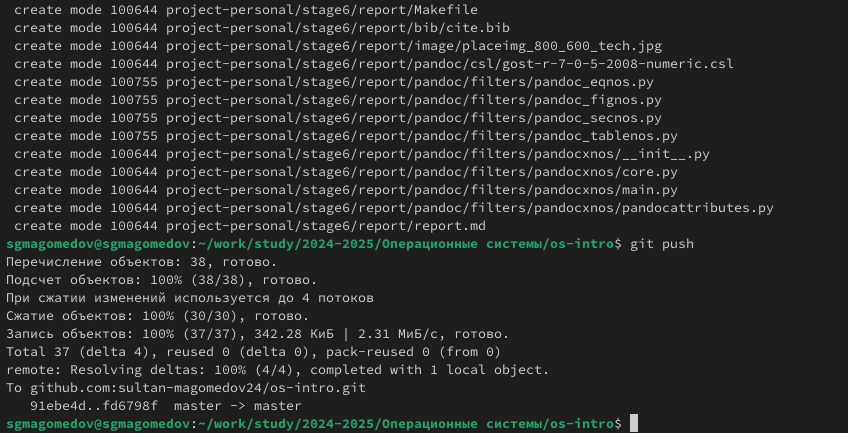 create mode 100644 project-personal/stage6/report/Makefile
create mode 100644 project-personal/stage6/report/bib/cite.bib
create mode 100644 project-personal/stage6/report/image/placeimg_800_600_tech.jpg
create mode 100644 project-personal/stage6/report/pandoc/csl/gost-r-7-0-5-2008-numeric.csl
create mode 100755 project-personal/stage6/report/pandoc/filters/pandoc_eqnos.py
create mode 100755 project-personal/stage6/report/pandoc/filters/pandoc_fignos.py
create mode 100755 project-personal/stage6/report/pandoc/filters/pandoc_secnos.py
create mode 100755 project-personal/stage6/report/pandoc/filters/pandoc_tablenos.py
create mode 100644 project-personal/stage6/report/pandoc/filters/pandocxnos/__init__.py
create mode 100644 project-personal/stage6/report/pandoc/filters/pandocxnos/core.py
create mode 100644 project-personal/stage6/report/pandoc/filters/pandocxnos/main.py
create mode 100644 project-personal/stage6/report/pandoc/filters/pandocxnos/pandocattributes.py
create mode 100644 project-personal/stage6/report/report.md
sgmagomedov@sgmagomedov:~/work/study/2024-2025/Операционные системы/os-intro$ git push
Перечисление объектов: 38, готово.
Подсчет объектов: 100% (38/38), готово.
При сжатии изменений используется до 4 потоков
Сжатие объектов: 100% (30/30), готово.
Запись объектов: 100% (37/37), 342.28 КиБ | 2.31 МиБ/с, готово.
Total 37 (delta 4), reused 0 (delta 0), pack-reused 0 (from 0)
remote: Resolving deltas: 100% (4/4), completed with 1 local object.
To github.com:sultan-magomedov24/os-intro.git
91ebe4d..fd6798f master -> master
sgmagomedov@sgmagomedov:~/work/study/2024-2025/Операционные системы/os-intro$